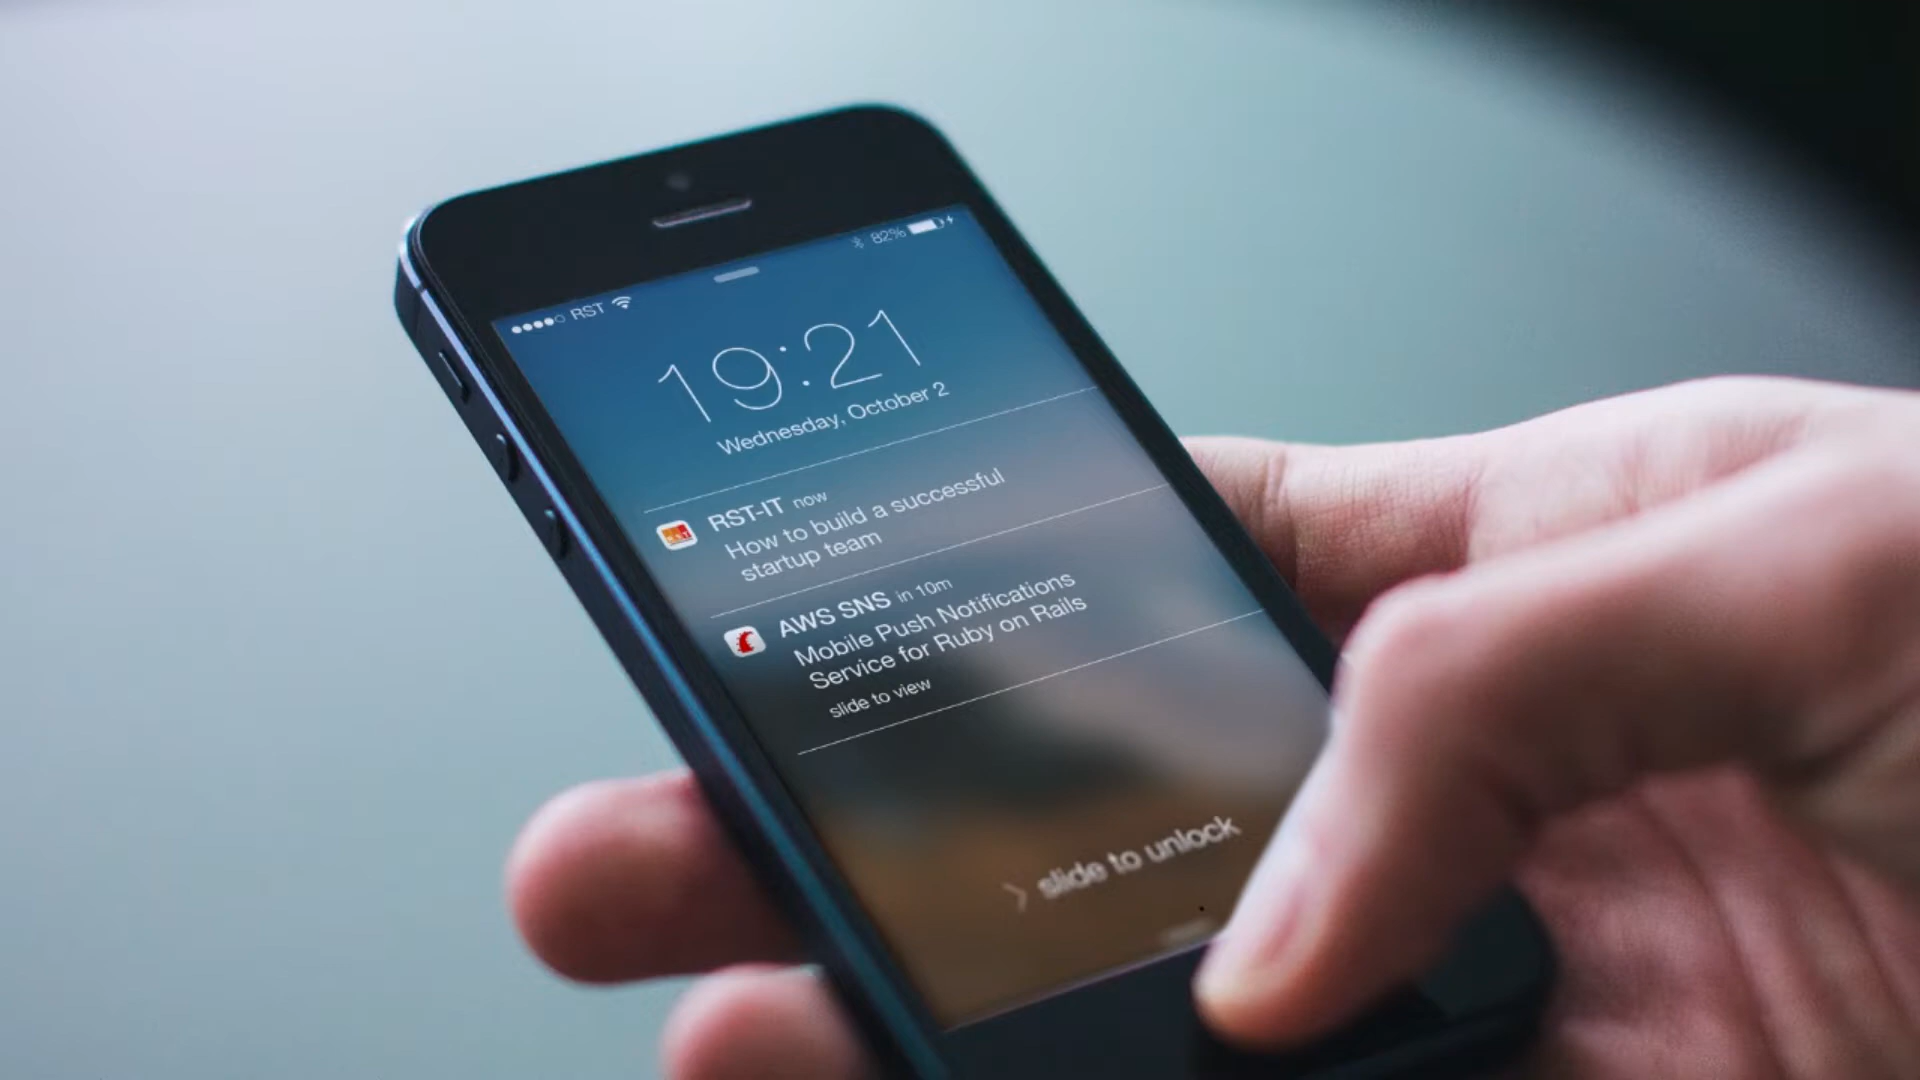 RST
82%
19:21
Wednesday, October 2
RST-IT now
How to build a successful
startup team
AWS SNS in 10m
Mobile Push Notifications
Service for Ruby on Rails
slide to view
slide to unlock